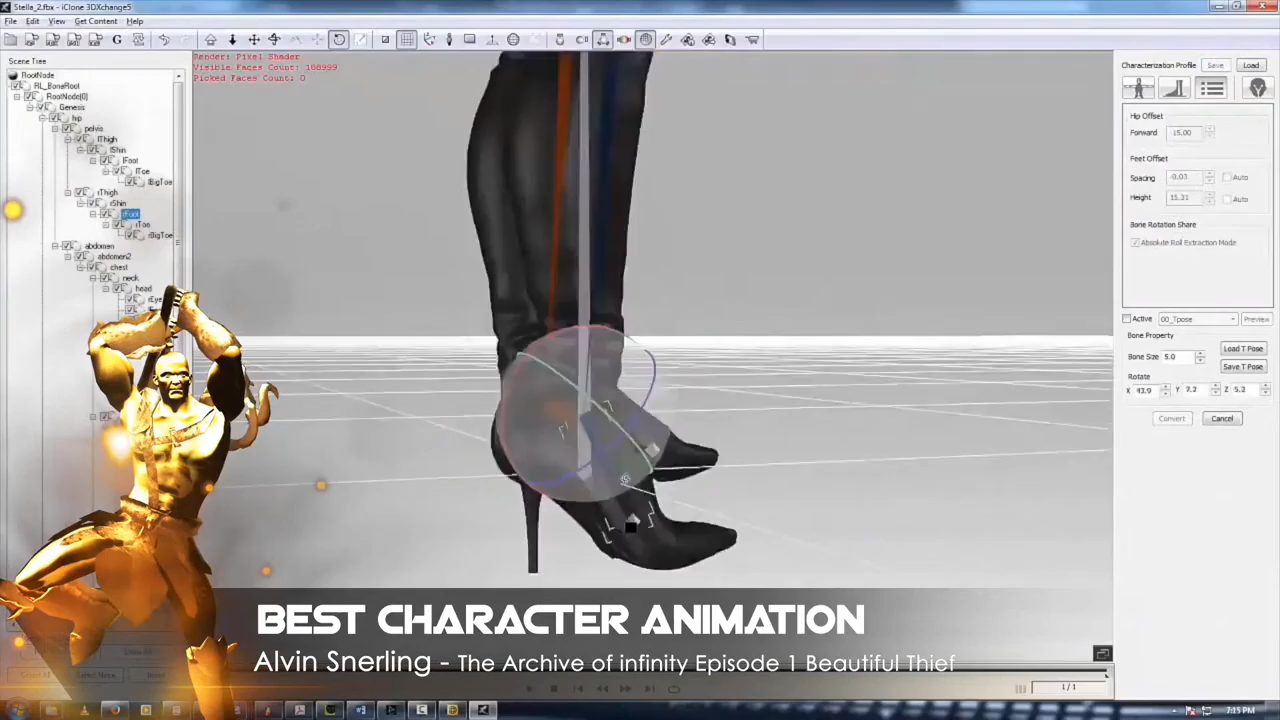 Stella_2.fbx - iClone 3DXchange5
File Edit View Get Content Help
Scene Tree
RootNode
RL_BoneRoot
RootNode(0)
Genesis
hip
pelvis
lThigh
lShin
lFoot
lToe
lBigToe
rThigh
rShin
rFoot
rToe
rBigToe
abdomen
abdomen2
chest
neck
head
Render: Pixel Shader
Visible Faces Count: 108999
Picked Faces Count: 0
Characterization Profile Save Load
Hip Offset
Forward -15.00
Feet Offset
Spacing -0.03 Auto
Height 15.31 Auto
Bone Rotation Share
Absolute Roll Extraction Mode
Active 00_Tpose Preview
Bone Property
Bone Size 5.0 Load T Pose
Save T Pose
Rotate
X 43.9 Y 7.2 Z 5.2
Convert Cancel
BEST CHARACTER ANIMATION
Alvin Snerling - The Archive of infinity Episode 1 Beautiful Thief
1/1
7:15 PM